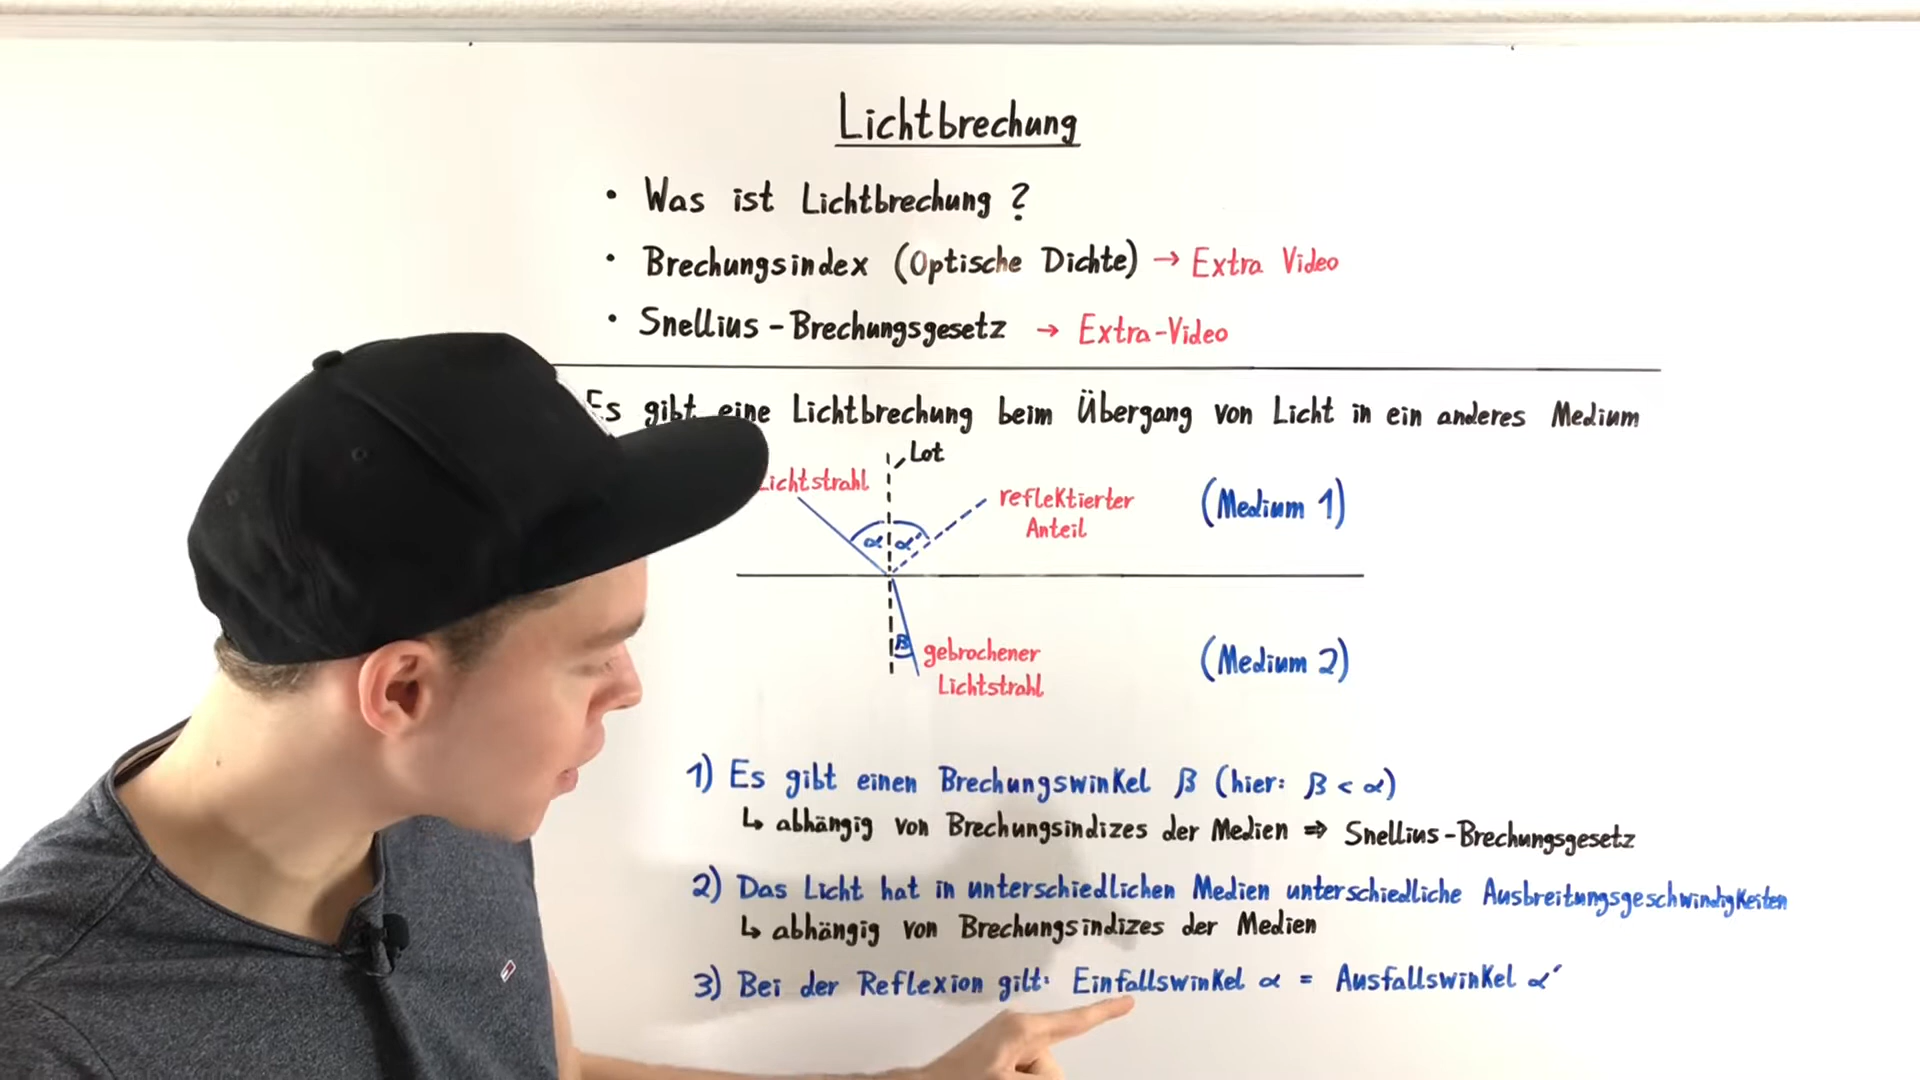 Lichtbrechung
• Was ist Lichtbrechung ?
• Brechungsindex (Optische Dichte) → Extra Video
• Snellius - Brechungsgesetz → Extra-Video
Es gibt eine Lichtbrechung beim Übergang von Licht in ein anderes Medium
Lot
Lichtstrahl
reflektierter
Anteil
(Medium 1)
α α'
β
gebrochener
Lichtstrahl
(Medium 2)
1) Es gibt einen Brechungswinkel β (hier: β < α)
↳ abhängig von Brechungsindizes der Medien ⇒ Snellius-Brechungsgesetz
2) Das Licht hat in unterschiedlichen Medien unterschiedliche Ausbreitungsgeschwindigkeiten
↳ abhängig von Brechungsindizes der Medien
3) Bei der Reflexion gilt: Einfallswinkel α = Ausfallswinkel α'